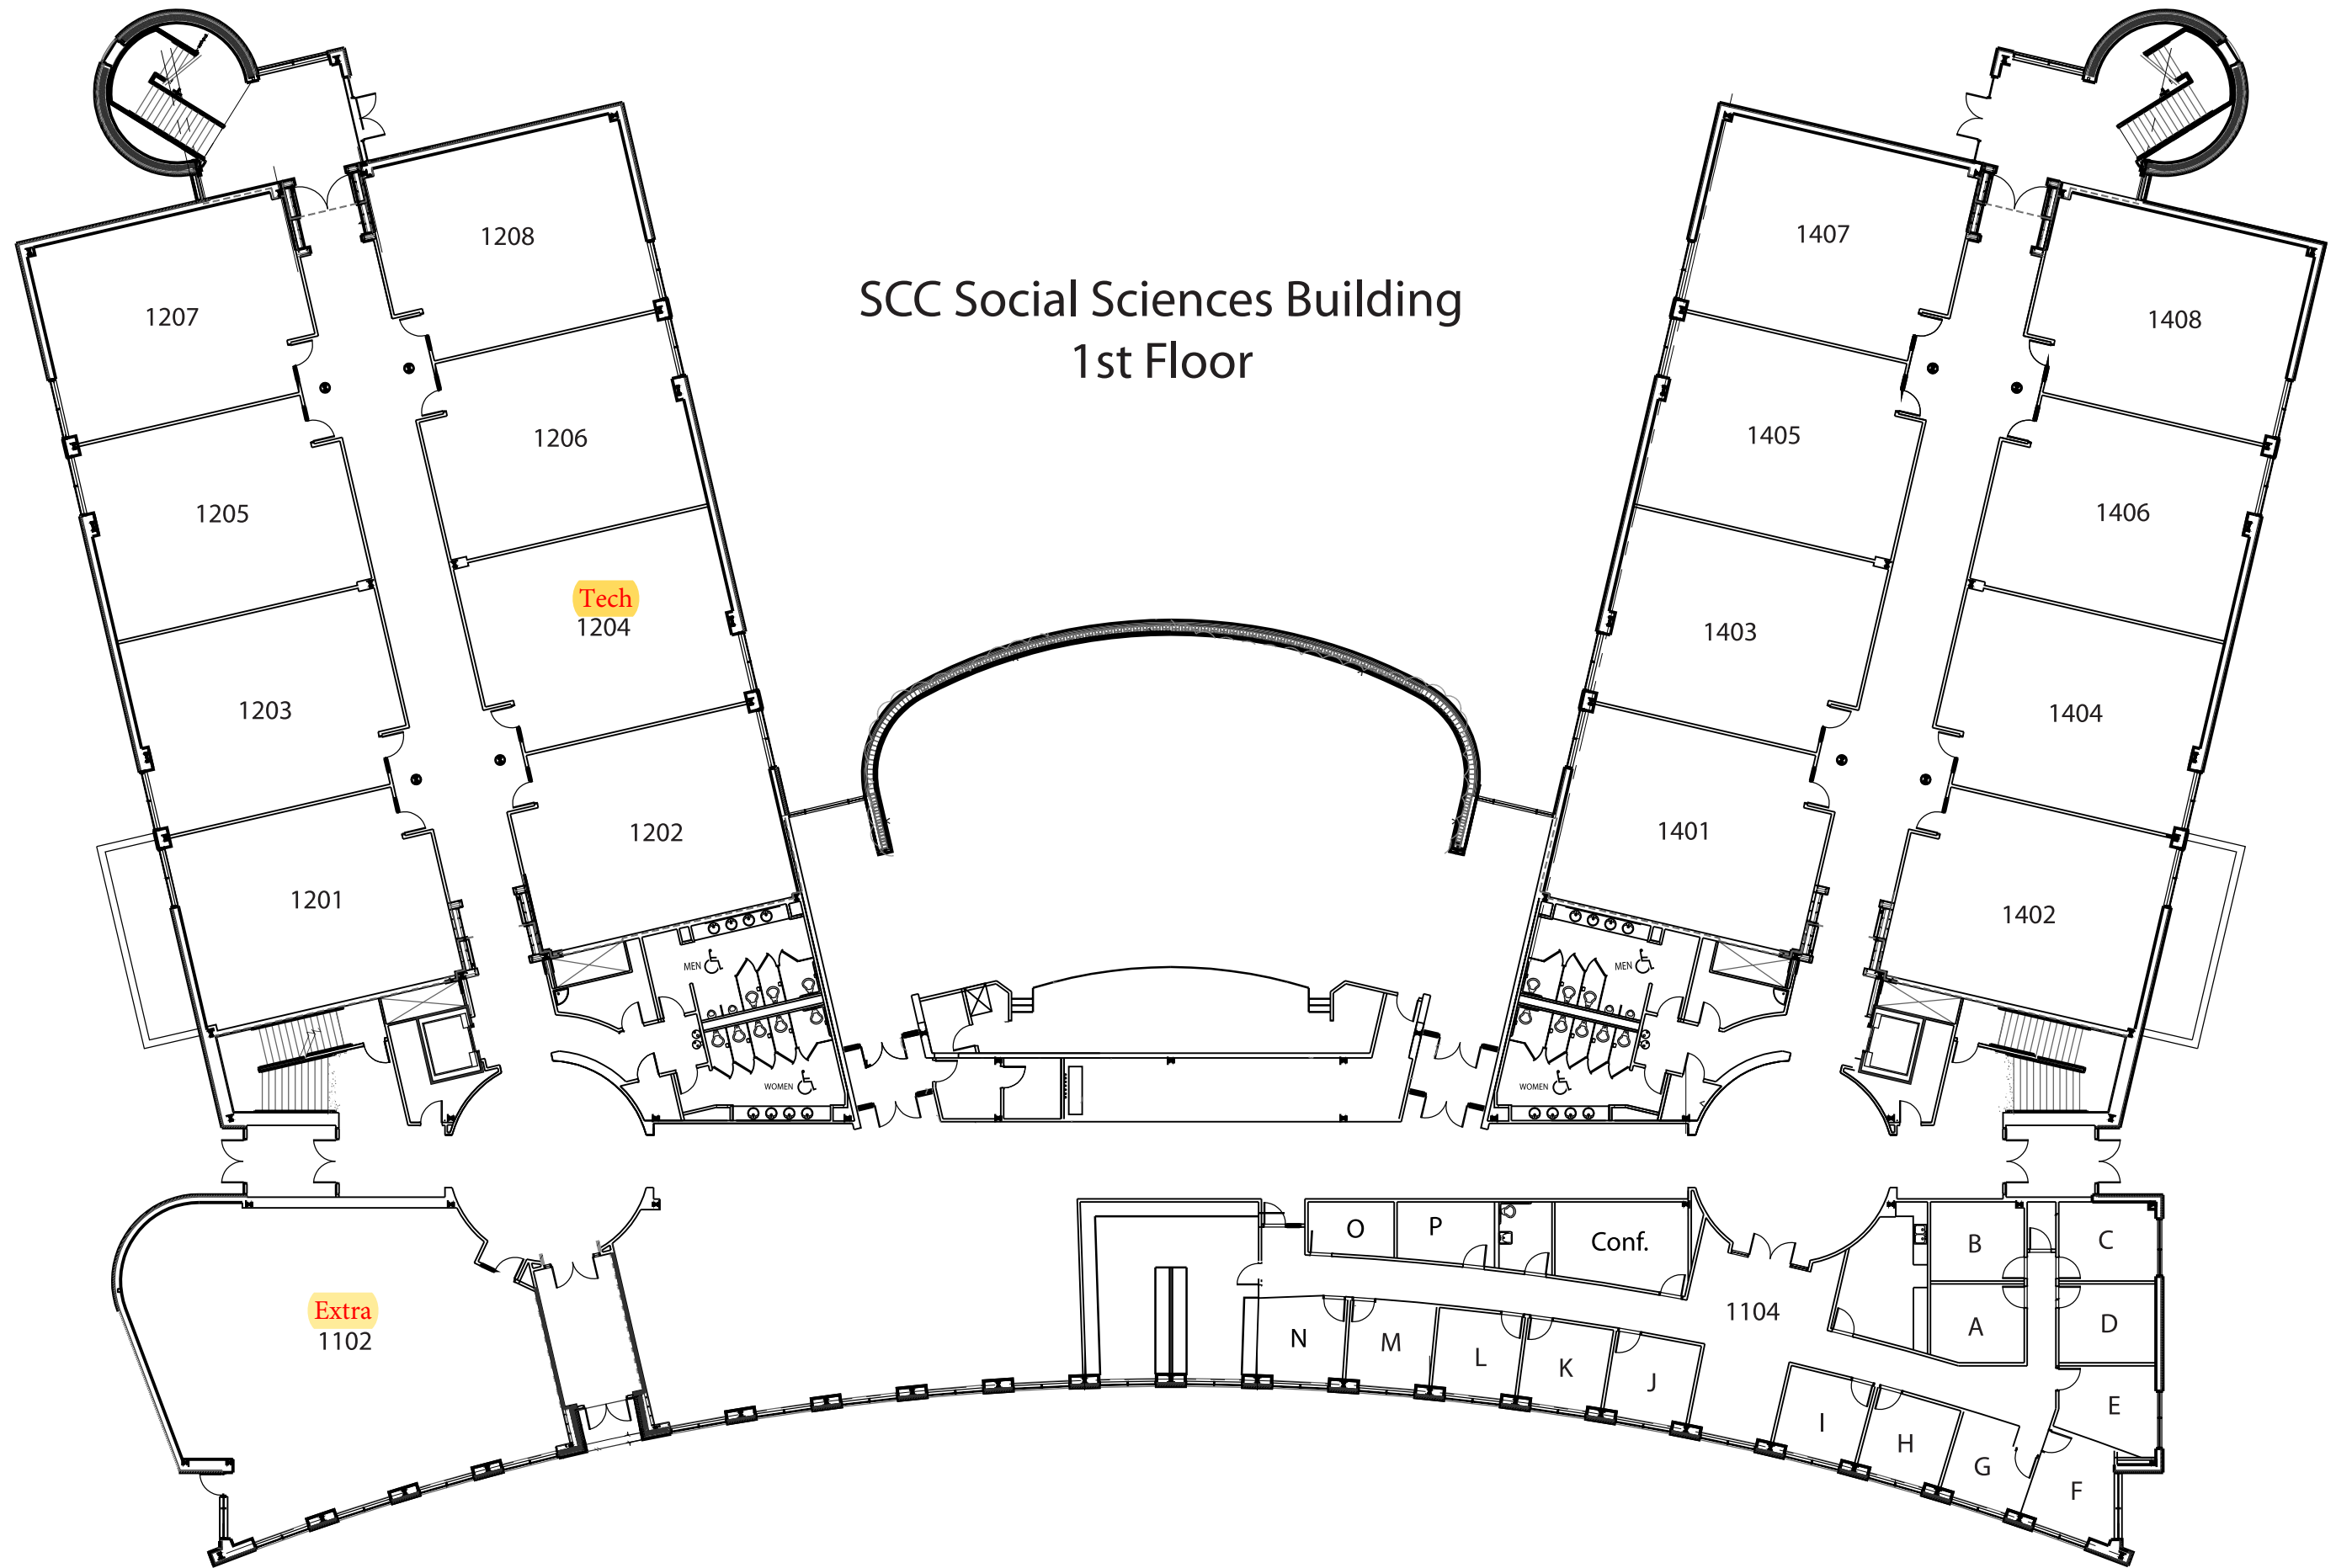 SCC Social Sciences Building
1st Floor
1207
1208
1407
1408
1205
1206
1405
1406
1203
Tech
1204
1403
1404
1201
1202
1401
1402
MEN
MEN
WOMEN
WOMEN
Extra
1102
O
P
Conf.
1104
B
C
A
D
N
M
L
K
J
I
H
G
F
E